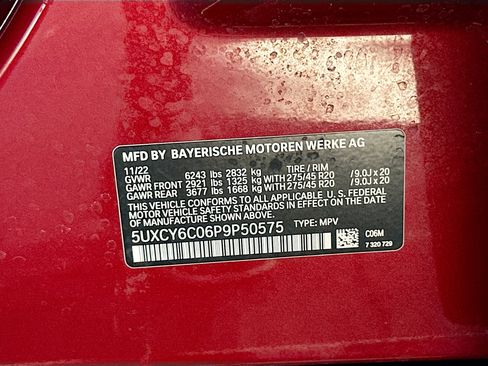 MFD BY BAYERISCHE MOTOREN WERKE AG
11/22
GVWR 6243 lbs 2832 kg TIRE / RIM
GAWR FRONT 2921 lbs 1325 kg WITH 275/45 R20 / 9.0J x 20
GAWR REAR 3677 lbs 1668 kg WITH 275/45 R20 / 9.0J x 20
THIS VEHICLE CONFORMS TO ALL APPLICABLE U. S. FEDERAL
MOTOR VEHICLE SAFETY STANDARDS IN EFFECT ON THE DATE
OF MANUFACTURE SHOWN ABOVE.
5UXCY6C06P9P50575 TYPE: MPV
C06M
7 320 729